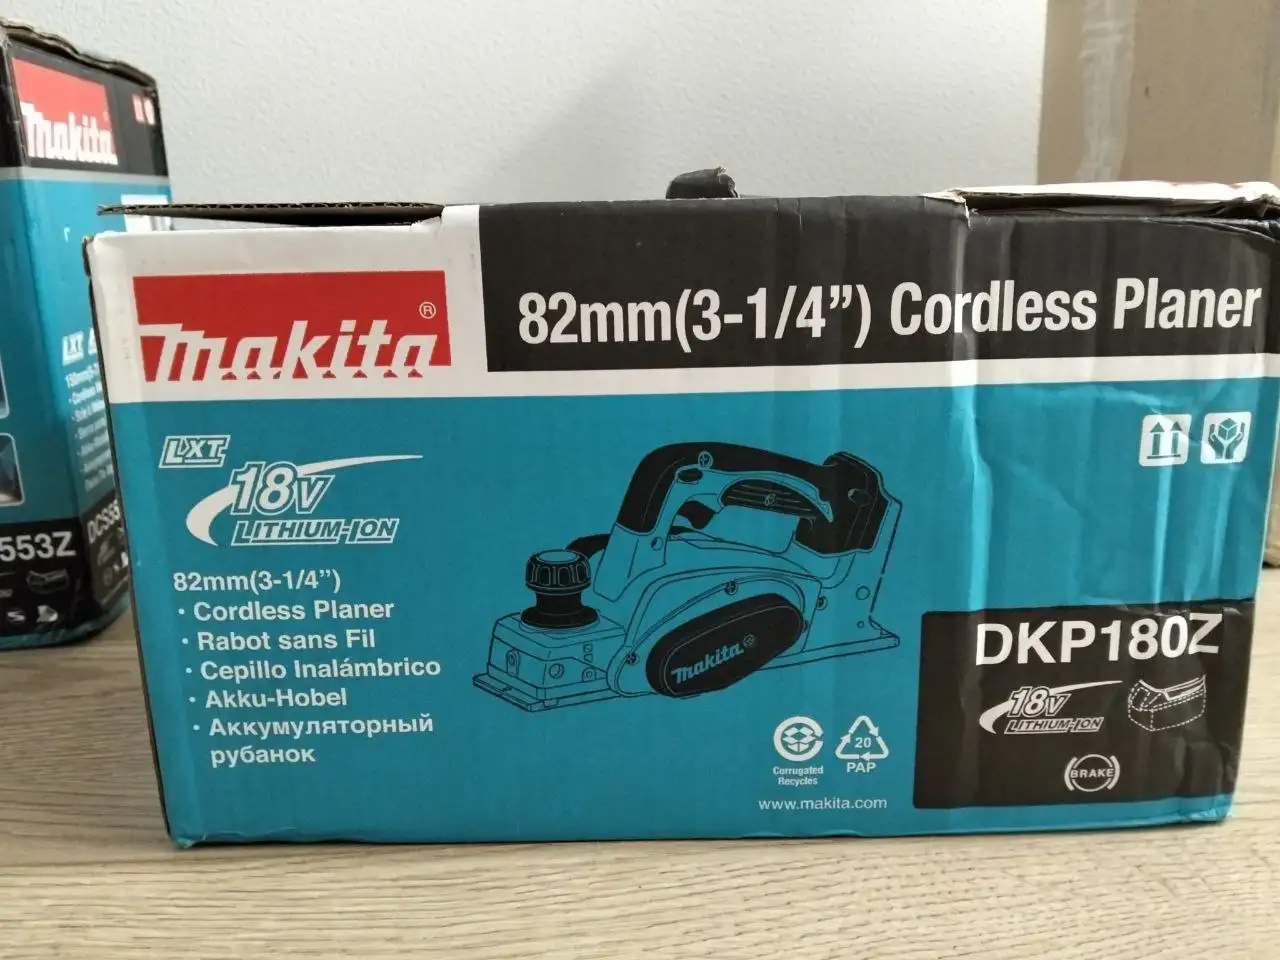 makita
LXT
553Z
DCS55
makita®
82mm(3-1/4”) Cordless Planer
LXT
18V
LITHIUM-ION
82mm(3-1/4”)
· Cordless Planer
· Rabot sans Fil
· Cepillo Inalámbrico
· Akku-Hobel
· Аккумуляторный
рубанок
makita
DKP180Z
18V
LITHIUM-ION
BRAKE
Corrugated
Recycles
20
PAP
www.makita.com